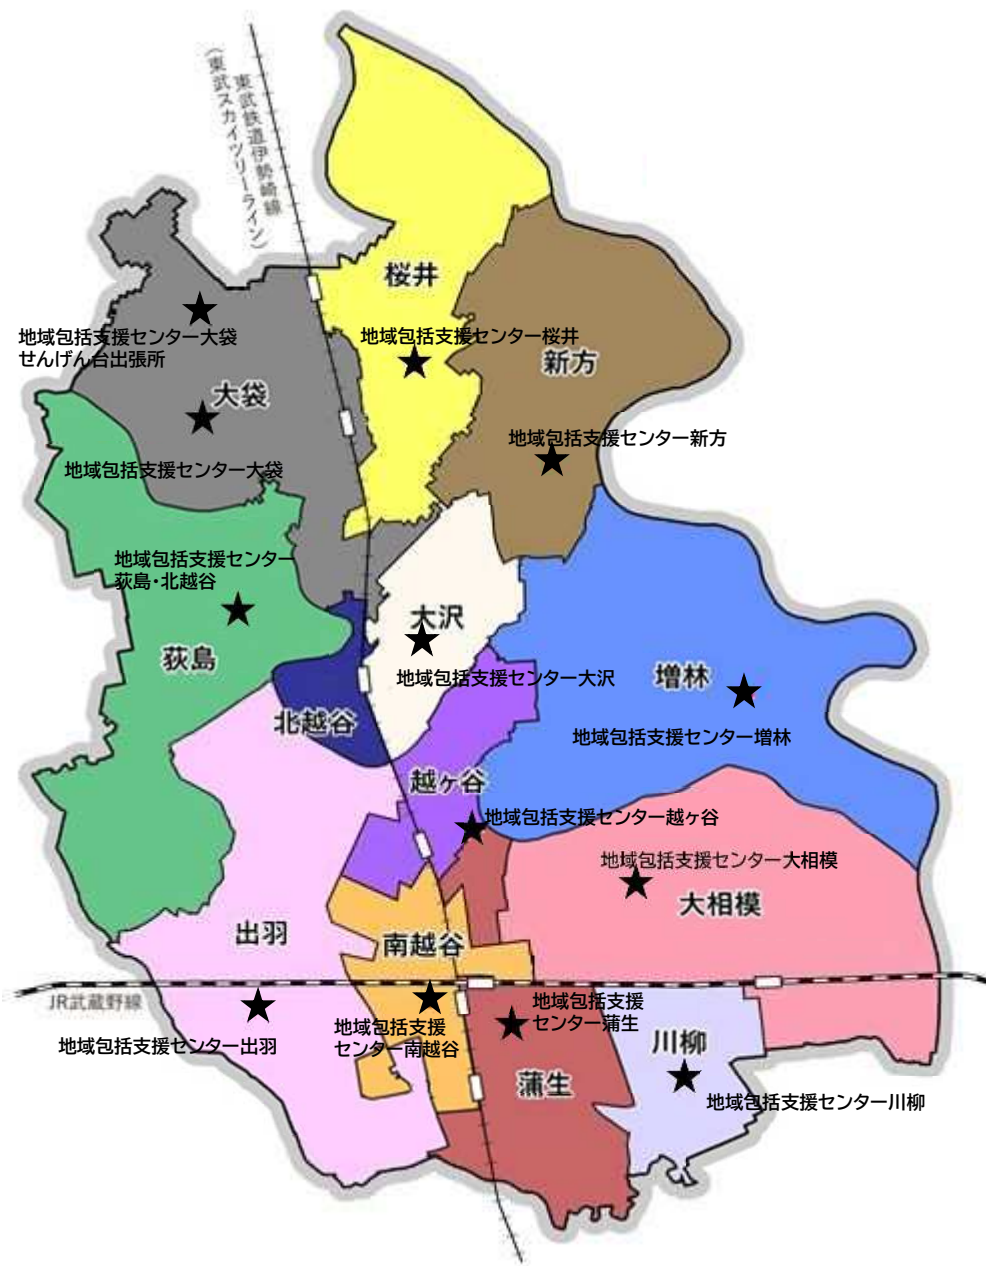 東武鉄道伊勢崎線
（東武スカイツリーライン）
桜井
地域包括支援センター大袋
せんげん台出張所
地域包括支援センター桜井
新方
大袋
地域包括支援センター新方
地域包括支援センター大袋
地域包括支援センター
荻島・北越谷
大沢
荻島
地域包括支援センター大沢
増林
北越谷
地域包括支援センター増林
越ヶ谷
地域包括支援センター越ヶ谷
地域包括支援センター大相模
大相模
出羽
南越谷
JR武蔵野線
地域包括支援
センター蒲生
地域包括支援
センター南越谷
地域包括支援センター出羽
川柳
蒲生
地域包括支援センター川柳